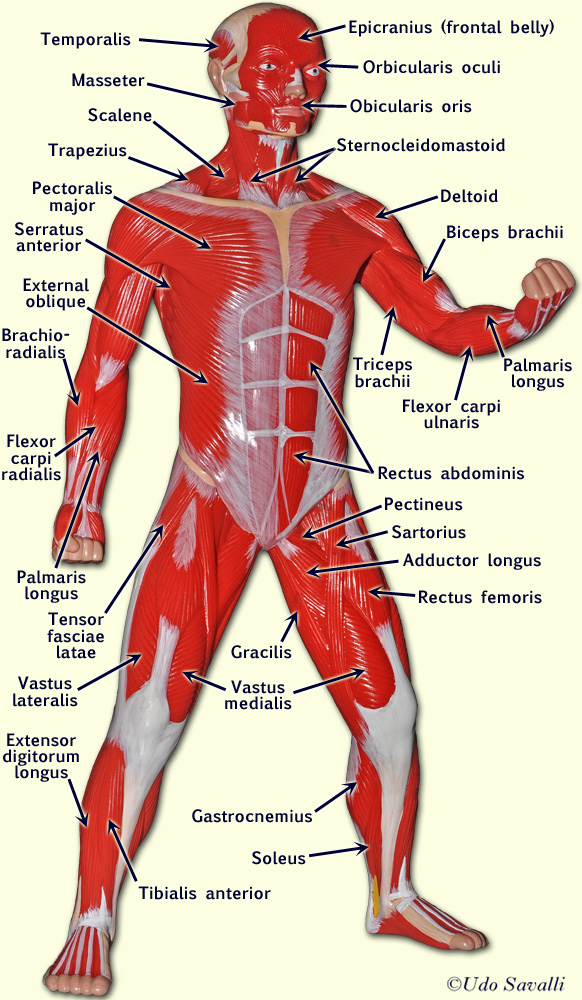 Epicranius (frontal belly)
Temporalis
Orbicularis oculi
Masseter
Obicularis oris
Scalene
Sternocleidomastoid
Trapezius
Pectoralis
major
Deltoid
Serratus
anterior
Biceps brachii
External
oblique
Brachio-
radialis
Triceps
brachii
Palmaris
longus
Flexor carpi
ulnaris
Flexor
carpi
radialis
Rectus abdominis
Pectineus
Sartorius
Adductor longus
Palmaris
longus
Rectus femoris
Tensor
fasciae
latae
Gracilis
Vastus
lateralis
Vastus
medialis
Extensor
digitorum
longus
Gastrocnemius
Soleus
Tibialis anterior
©Udo Savalli